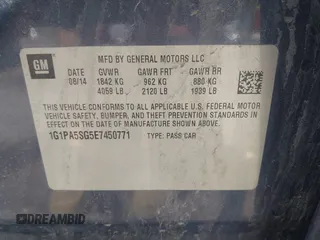 GM
MFD BY GENERAL MOTORS LLC
DATE GVWR GAWR FRT GAWR RR
08/14 1842 KG 962 KG 880 KG
4059 LB 2120 LB 1939 LB
THIS VEHICLE CONFORMS TO ALL APPLICABLE U.S. FEDERAL MOTOR
VEHICLE SAFETY, BUMPER, AND THEFT PREVENTION STANDARDS IN
EFFECT ON THE DATE OF MANUFACTURE SHOWN ABOVE.
1G1PA5SG5E7450771 TYPE: PASS CAR
DREAMBID